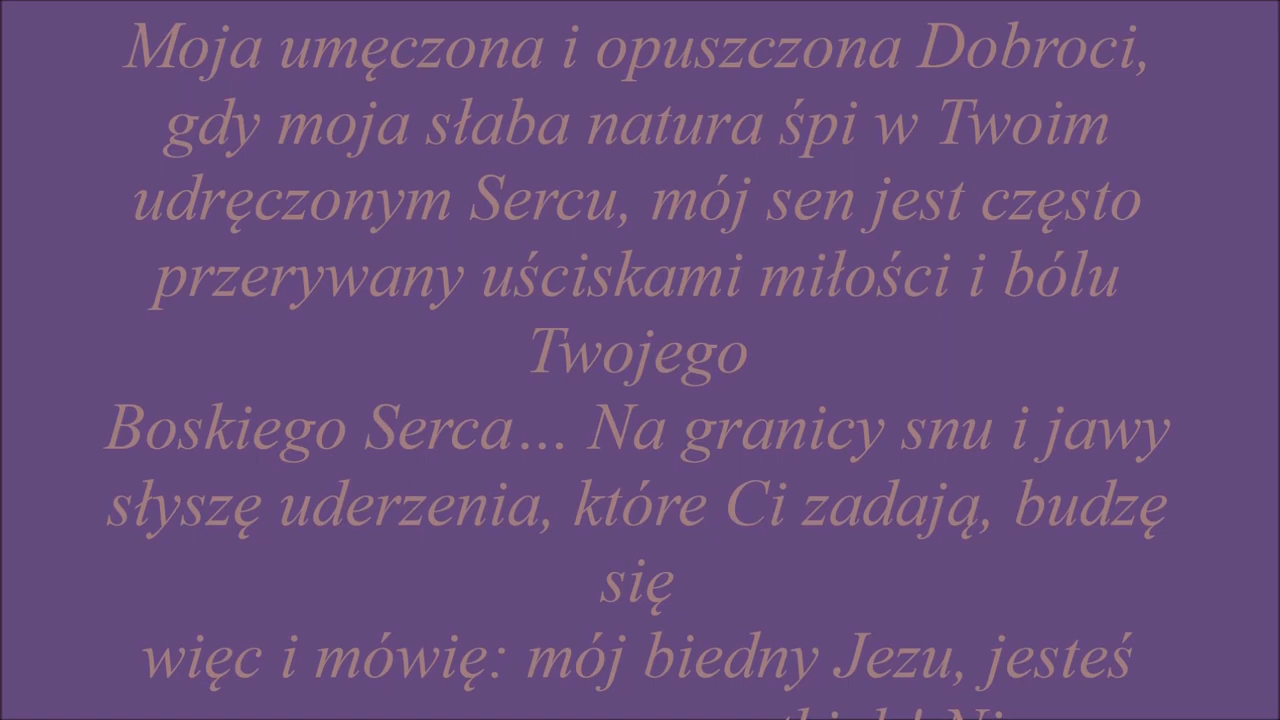 Moja umęczona i opuszczona Dobroci,
gdy moja słaba natura śpi w Twoim
udręczonym Sercu, mój sen jest często
przerywany uściskami miłości i bólu
Twojego
Boskiego Serca… Na granicy snu i jawy
słyszę uderzenia, które Ci zadają, budzę
się
więc i mówię: mój biedny Jezu, jesteś